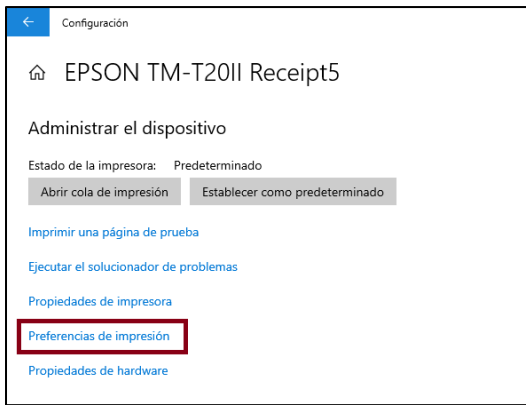 Configuración
EPSON TM-T20II Receipt5
Administrar el dispositivo
Estado de la impresora: Predeterminado
Abrir cola de impresión Establecer como predeterminado
Imprimir una página de prueba
Ejecutar el solucionador de problemas
Propiedades de impresora
Preferencias de impresión
Propiedades de hardware